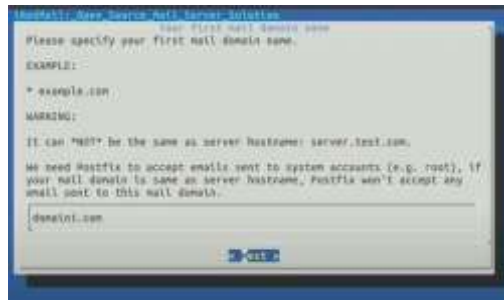 iRedMail: Open Source Mail Server Solution
Your first mail domain name
Please specify your first mail domain name.
EXAMPLE:
* example.com
WARNING:
It can *NOT* be the same as server hostname: server.test.com.
We need Postfix to accept emails sent to system accounts (e.g. root), if
your mail domain is same as server hostname, Postfix won't accept any
email sent to this mail domain.
domain1.com
< Next >